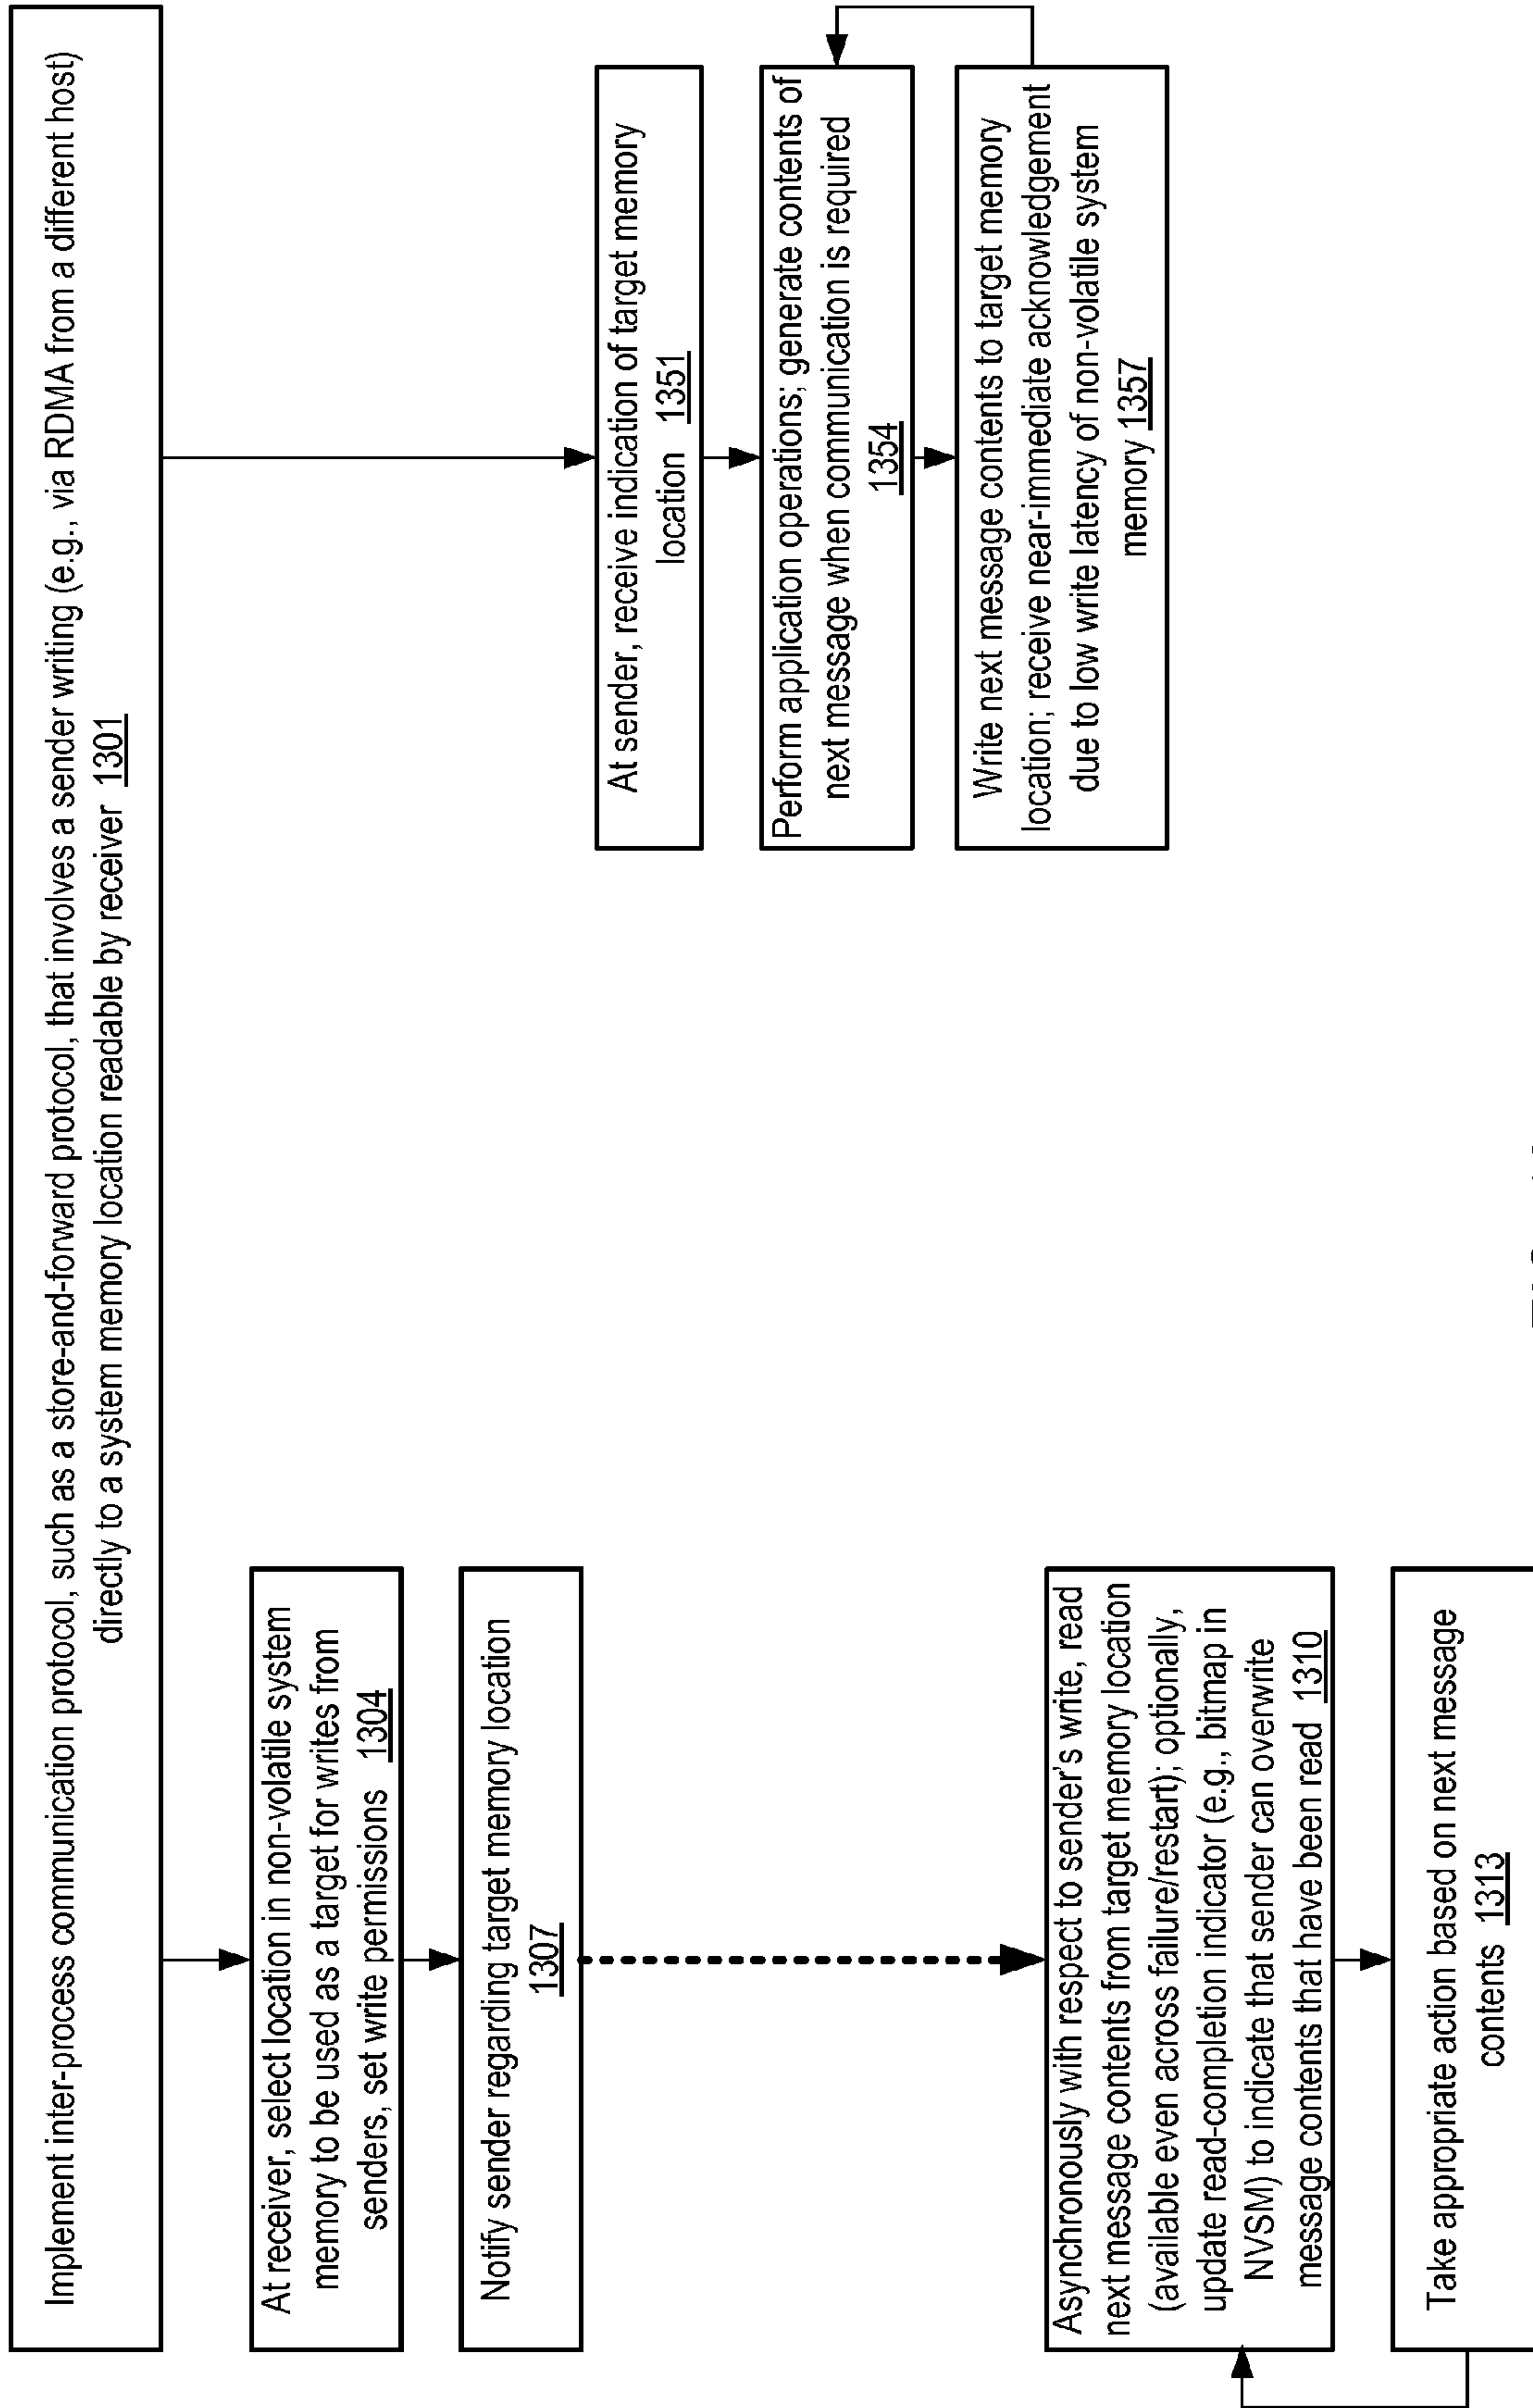 Implement inter-process communication protocol, such as a store-and-forward protocol, that involves a sender writing (e.g., via RDMA from a different host)
directly to a system memory location readable by receiver 1301
At receiver, select location in non-volatile system
memory to be used as a target for writes from
senders, set write permissions 1304
Notify sender regarding target memory location
1307
Asynchronously with respect to sender's write, read
next message contents from target memory location
(available even across failure/restart); optionally,
update read-completion indicator (e.g., bitmap in
NVSM) to indicate that sender can overwrite
message contents that have been read 1310
Take appropriate action based on next message
contents 1313
At sender, receive indication of target memory
location 1351
Perform application operations; generate contents of
next message when communication is required
1354
Write next message contents to target memory
location; receive near-immediate acknowledgement
due to low write latency of non-volatile system
memory 1357